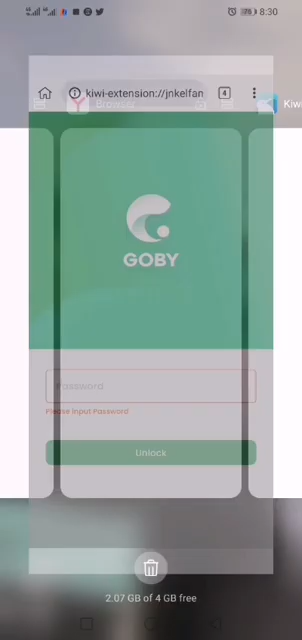 8:30
kiwi-extension://jnkelfan
4
Browser
Kiwi
GOBY
Password
Please input Password
Unlock
2.07 GB of 4 GB free